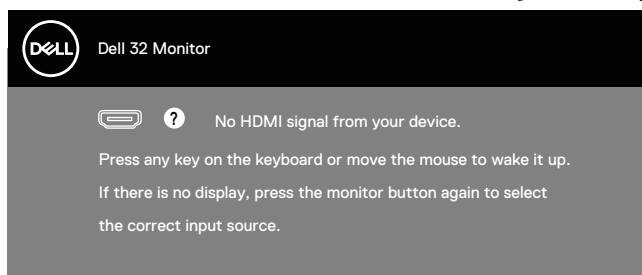 DELL
Dell 32 Monitor
? No HDMI signal from your device.
Press any key on the keyboard or move the mouse to wake it up.
If there is no display, press the monitor button again to select
the correct input source.